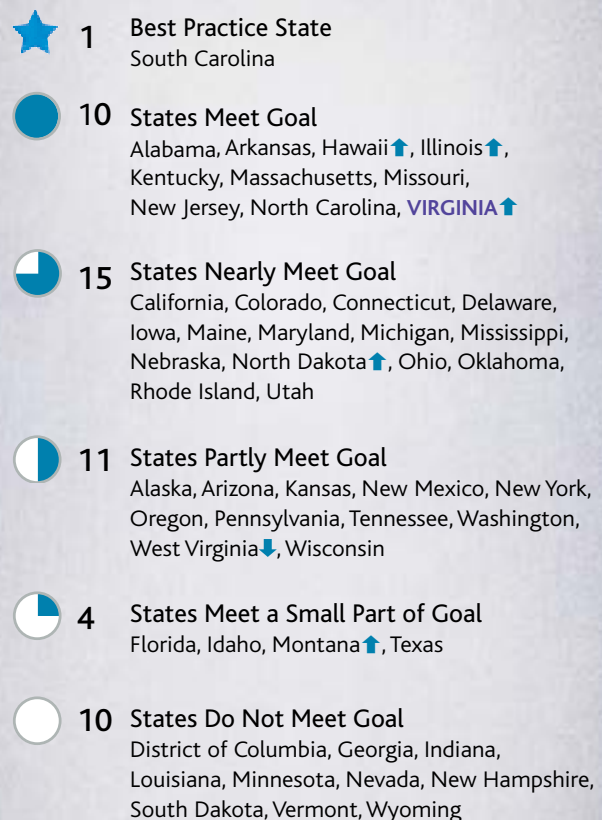 1 Best Practice State
South Carolina
10 States Meet Goal
Alabama, Arkansas, Hawaii⬆, Illinois⬆,
Kentucky, Massachusetts, Missouri,
New Jersey, North Carolina, VIRGINIA⬆
15 States Nearly Meet Goal
California, Colorado, Connecticut, Delaware,
Iowa, Maine, Maryland, Michigan, Mississippi,
Nebraska, North Dakota⬆, Ohio, Oklahoma,
Rhode Island, Utah
11 States Partly Meet Goal
Alaska, Arizona, Kansas, New Mexico, New York,
Oregon, Pennsylvania, Tennessee, Washington,
West Virginia⬇, Wisconsin
4 States Meet a Small Part of Goal
Florida, Idaho, Montana⬆, Texas
10 States Do Not Meet Goal
District of Columbia, Georgia, Indiana,
Louisiana, Minnesota, Nevada, New Hampshire,
South Dakota, Vermont, Wyoming